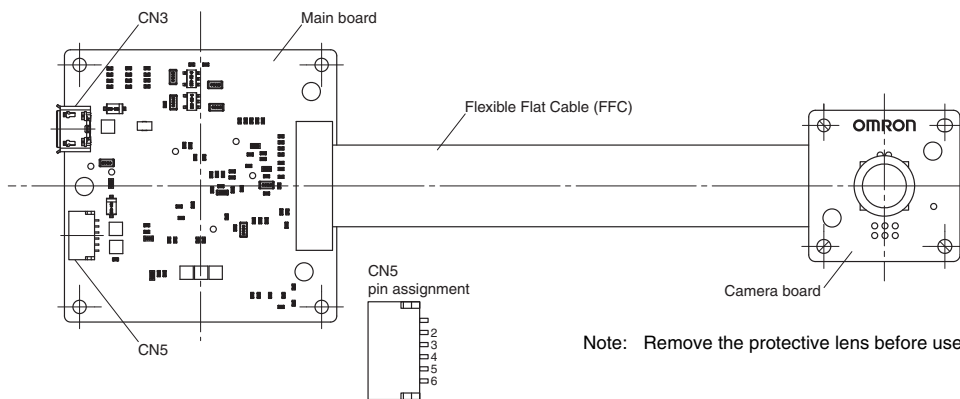 CN3
Main board
Flexible Flat Cable (FFC)
OMRON
CN5
pin assignment
2
3
4
5
6
Camera board
CN5
Note: Remove the protective lens before use